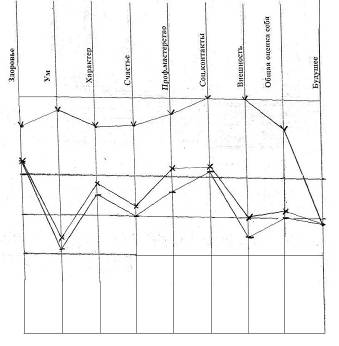 Здоровье
Ум
Характер
Счастье
Проф.мастерство
Соц.контакты
Внешность
Общая оценка себя
Будущее